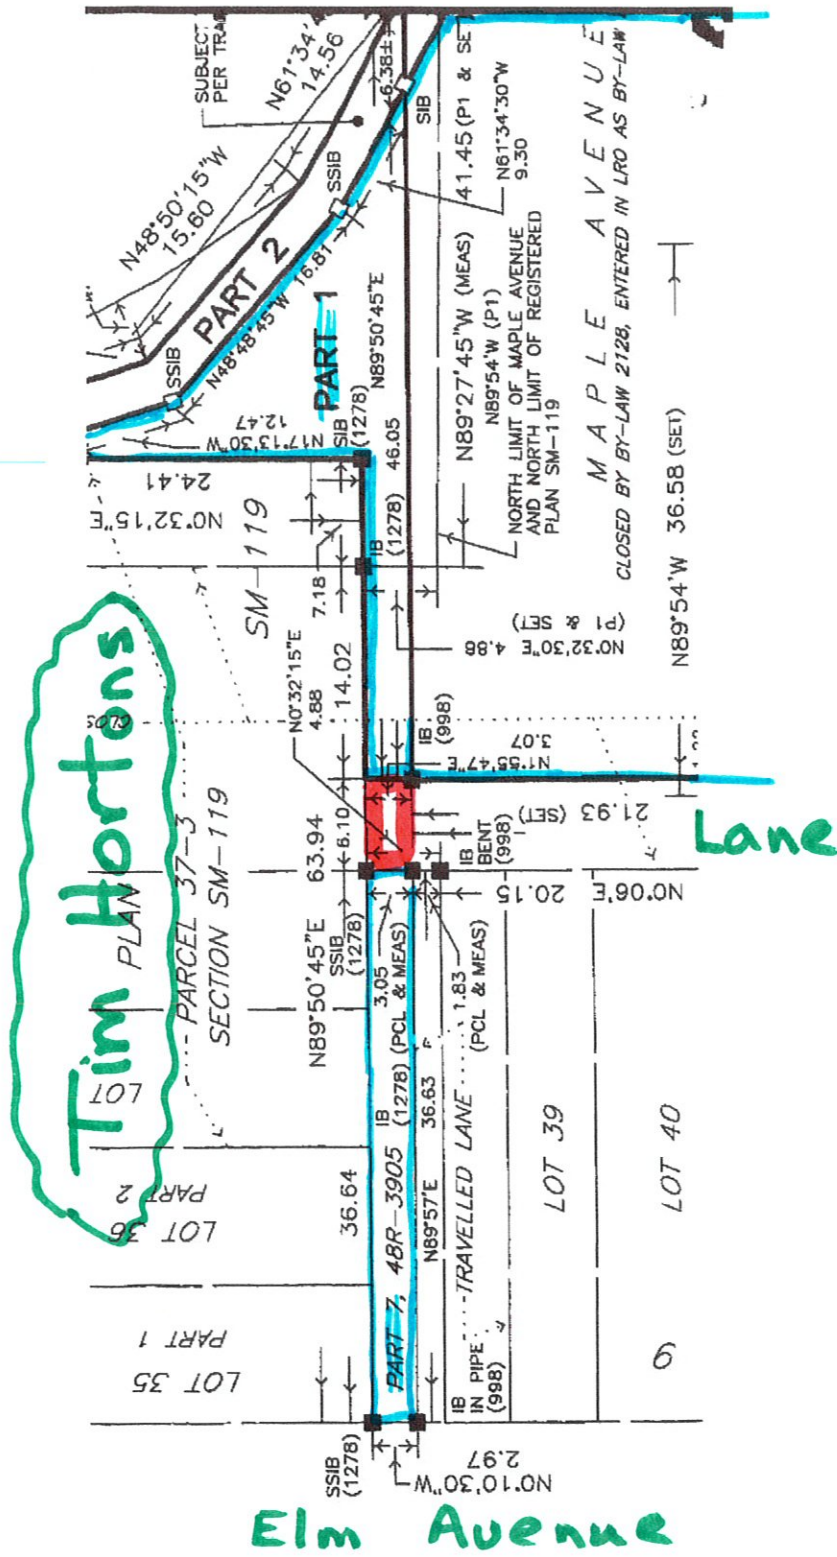 SUBJECT
PER TRA
N61°34'
14.56
N48°50'15"W
15.60
6.38±
SIB
SSIB
PART 2
N48°48'45"W 16.81
SSIB
41.45 (P1 & SE
N61°34'30"W
9.30
MAPLE AVENUE
CLOSED BY BY-LAW 2128, ENTERED IN LRO AS BY-LAW
PART 1
N89°50'45"E
N89°27'45"W (MEAS)
N89°54'W (P1)
NORTH LIMIT OF MAPLE AVENUE
AND NORTH LIMIT OF REGISTERED
PLAN SM-119
N17°13'30"W
12.47
24.41
N0°32'15"E
SIB
(1278)
46.05
SM-119
7.18
IB
(1278)
N0°32'30"E 4.88
(P1 & SET)
N89°54'W 36.58 (SET)
14.02
N0°32'15"E
4.88
IB
(998)
N1°55'47"E
3.07
CLOS
Tim Hortons
PLAN
PARCEL 37-3
SECTION SM-119
63.94
6.10
21.93 (SET)
Lane
IB
BENT
(998)
N0°06'E 20.15
N89°50'45"E
SSIB
(1278)
3.05
(PCL & MEAS)
1.83
(PCL & MEAS)
LOT
IB
(1278)
36.63
LOT 36
PART 2
36.64
PART 7, 48R-3905
N89°57'E
TRAVELLED LANE
LOT 39
LOT 40
LOT 35
PART 1
IB
IN PIPE
(998)
9
SSIB
(1278)
N0°10'30"W
2.97
Elm Avenue